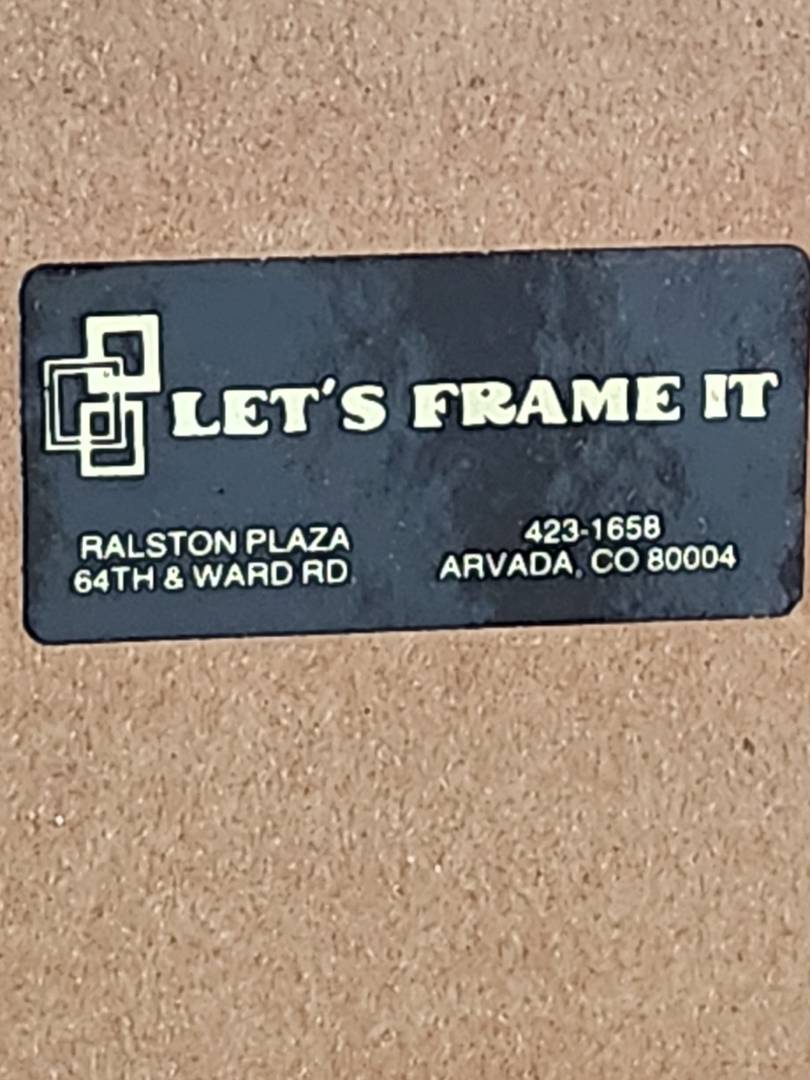 LET'S FRAME IT
RALSTON PLAZA
64TH & WARD RD.
423-1658
ARVADA, CO 80004